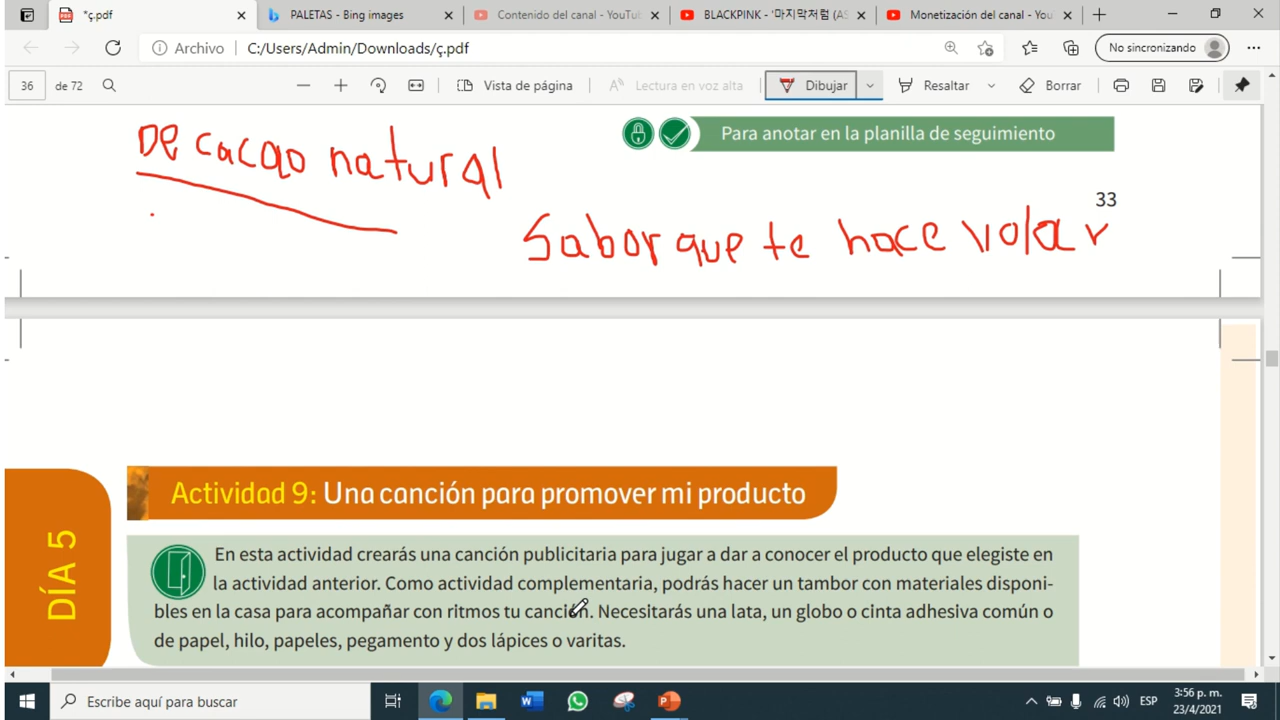 *ç.pdf
PALETAS - Bing images
Contenido del canal - YouTu
BLACKPINK - '마지막처럼 (AS
Monetización del canal - You
Archivo
C:/Users/Admin/Downloads/ç.pdf
No sincronizando
36 de 72
Vista de página
Lectura en voz alta
Dibujar
Resaltar
Borrar
De cacao natural
Para anotar en la planilla de seguimiento
33
Sabor que te hace volar
DÍA 5
Actividad 9: Una canción para promover mi producto
En esta actividad crearás una canción publicitaria para jugar a dar a conocer el producto que elegiste en
la actividad anterior. Como actividad complementaria, podrás hacer un tambor con materiales disponi-
bles en la casa para acompañar con ritmos tu canción. Necesitarás una lata, un globo o cinta adhesiva común o
de papel, hilo, papeles, pegamento y dos lápices o varitas.
Escribe aquí para buscar
ESP
3:56 p. m.
23/4/2021